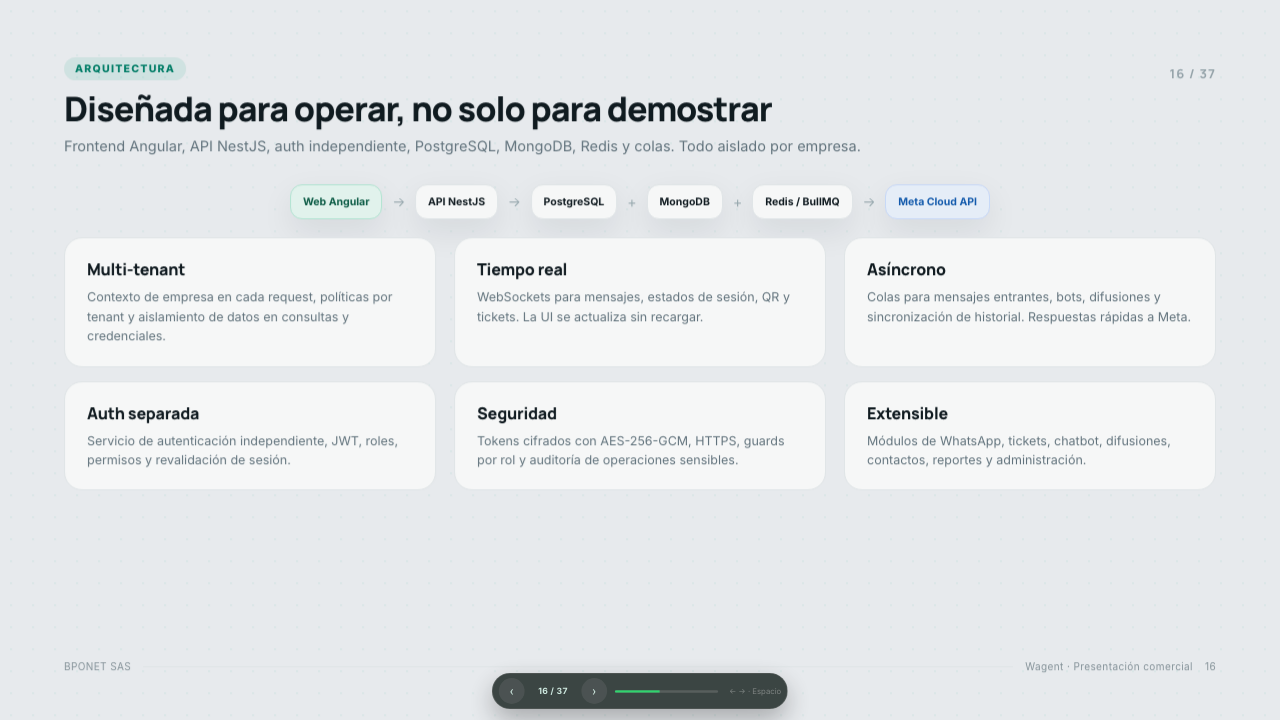 ARQUITECTURA
16 / 37
Diseñada para operar, no solo para demostrar
Frontend Angular, API NestJS, auth independiente, PostgreSQL, MongoDB, Redis y colas. Todo aislado por empresa.
Web Angular → API NestJS → PostgreSQL + MongoDB + Redis / BullMQ → Meta Cloud API
Multi-tenant
Contexto de empresa en cada request, políticas por
tenant y aislamiento de datos en consultas y
credenciales.
Tiempo real
WebSockets para mensajes, estados de sesión, QR y
tickets. La UI se actualiza sin recargar.
Asíncrono
Colas para mensajes entrantes, bots, difusiones y
sincronización de historial. Respuestas rápidas a Meta.
Auth separada
Servicio de autenticación independiente, JWT, roles,
permisos y revalidación de sesión.
Seguridad
Tokens cifrados con AES-256-GCM, HTTPS, guards
por rol y auditoría de operaciones sensibles.
Extensible
Módulos de WhatsApp, tickets, chatbot, difusiones,
contactos, reportes y administración.
BPONET SAS
Wagent · Presentación comercial 16
‹ 16 / 37 › ← → · Espacio